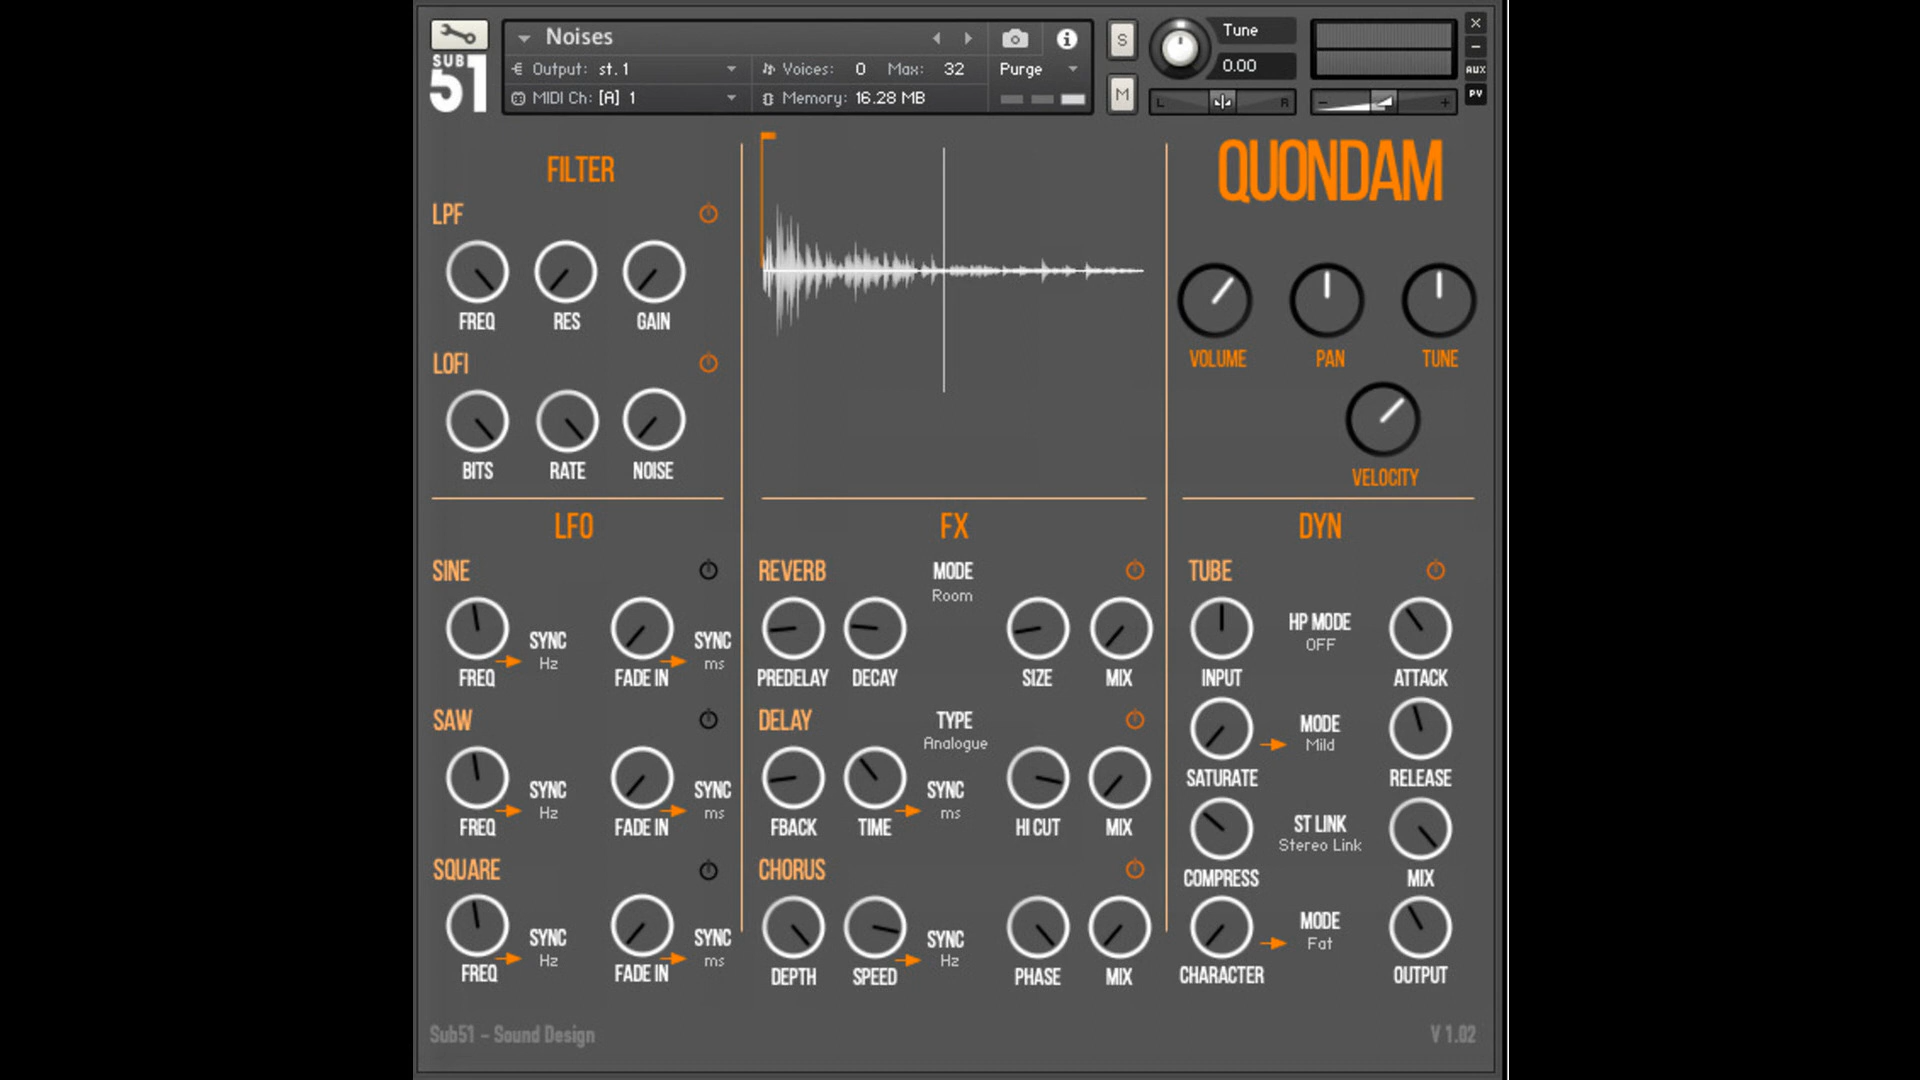 SUB
51
Noises
Output: st. 1
Voices: 0 Max: 32
Purge
MIDI Ch: [A] 1
Memory: 16.28 MB
S
M
Tune
0.00
L
R
- +
×
-
AUX
PV
FILTER
LPF
FREQ RES GAIN
LOFI
BITS RATE NOISE
QUONDAM
VOLUME PAN TUNE
VELOCITY
LFO
SINE
FREQ
SYNC
Hz
FADE IN
SYNC
ms
SAW
FREQ
SYNC
Hz
FADE IN
SYNC
ms
SQUARE
FREQ
SYNC
Hz
FADE IN
SYNC
ms
FX
REVERB
MODE
Room
PREDELAY DECAY SIZE MIX
DELAY
TYPE
Analogue
FBACK TIME
SYNC
ms
HI CUT MIX
CHORUS
DEPTH SPEED
SYNC
Hz
PHASE MIX
DYN
TUBE
INPUT
HP MODE
OFF
ATTACK
SATURATE
MODE
Mild
RELEASE
COMPRESS
ST LINK
Stereo Link
MIX
CHARACTER
MODE
Fat
OUTPUT
Sub51 - Sound Design
V 1.02